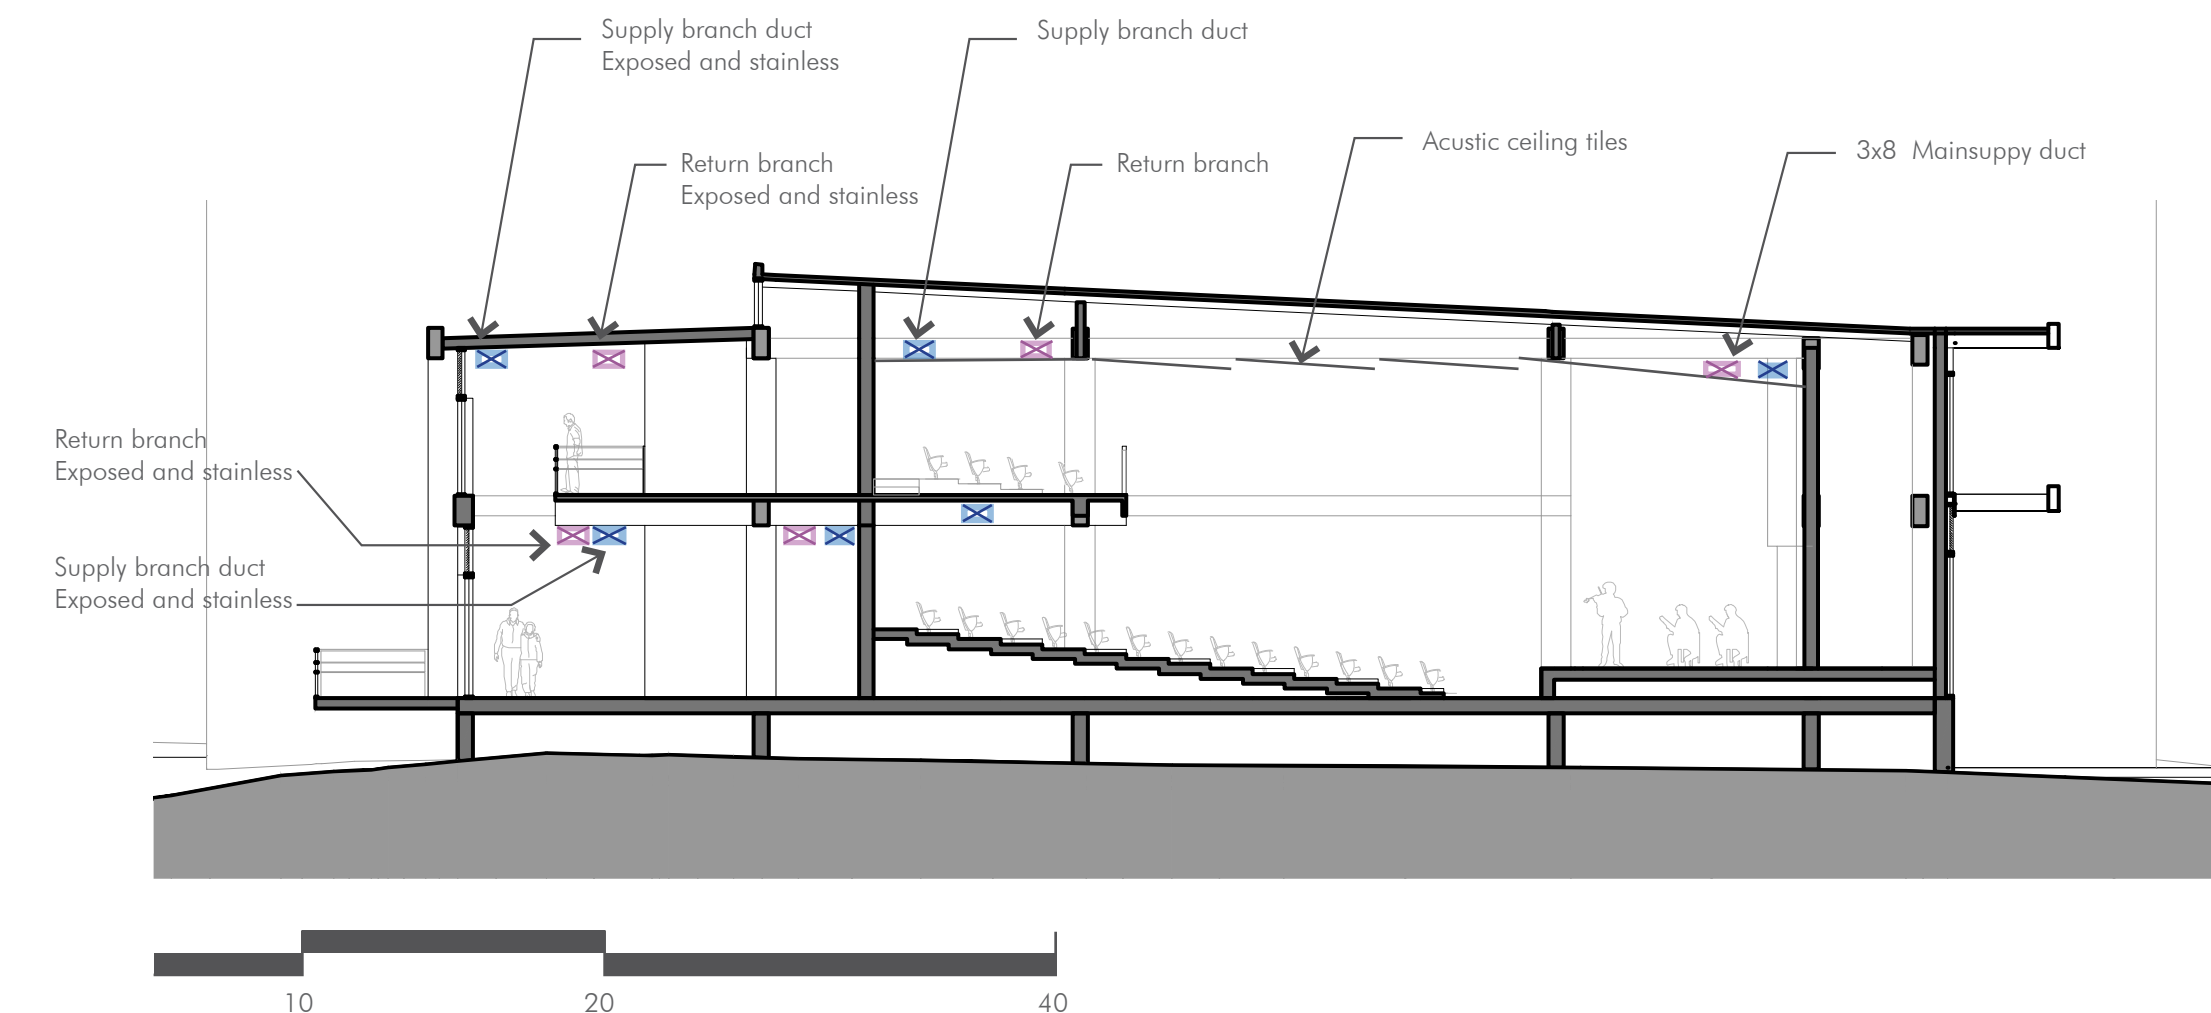 Supply branch duct
Exposed and stainless
Supply branch duct
Return branch
Exposed and stainless
Return branch
Acustic ceiling tiles
3x8 Mainsuppy duct
Return branch
Exposed and stainless
Supply branch duct
Exposed and stainless
10
20
40